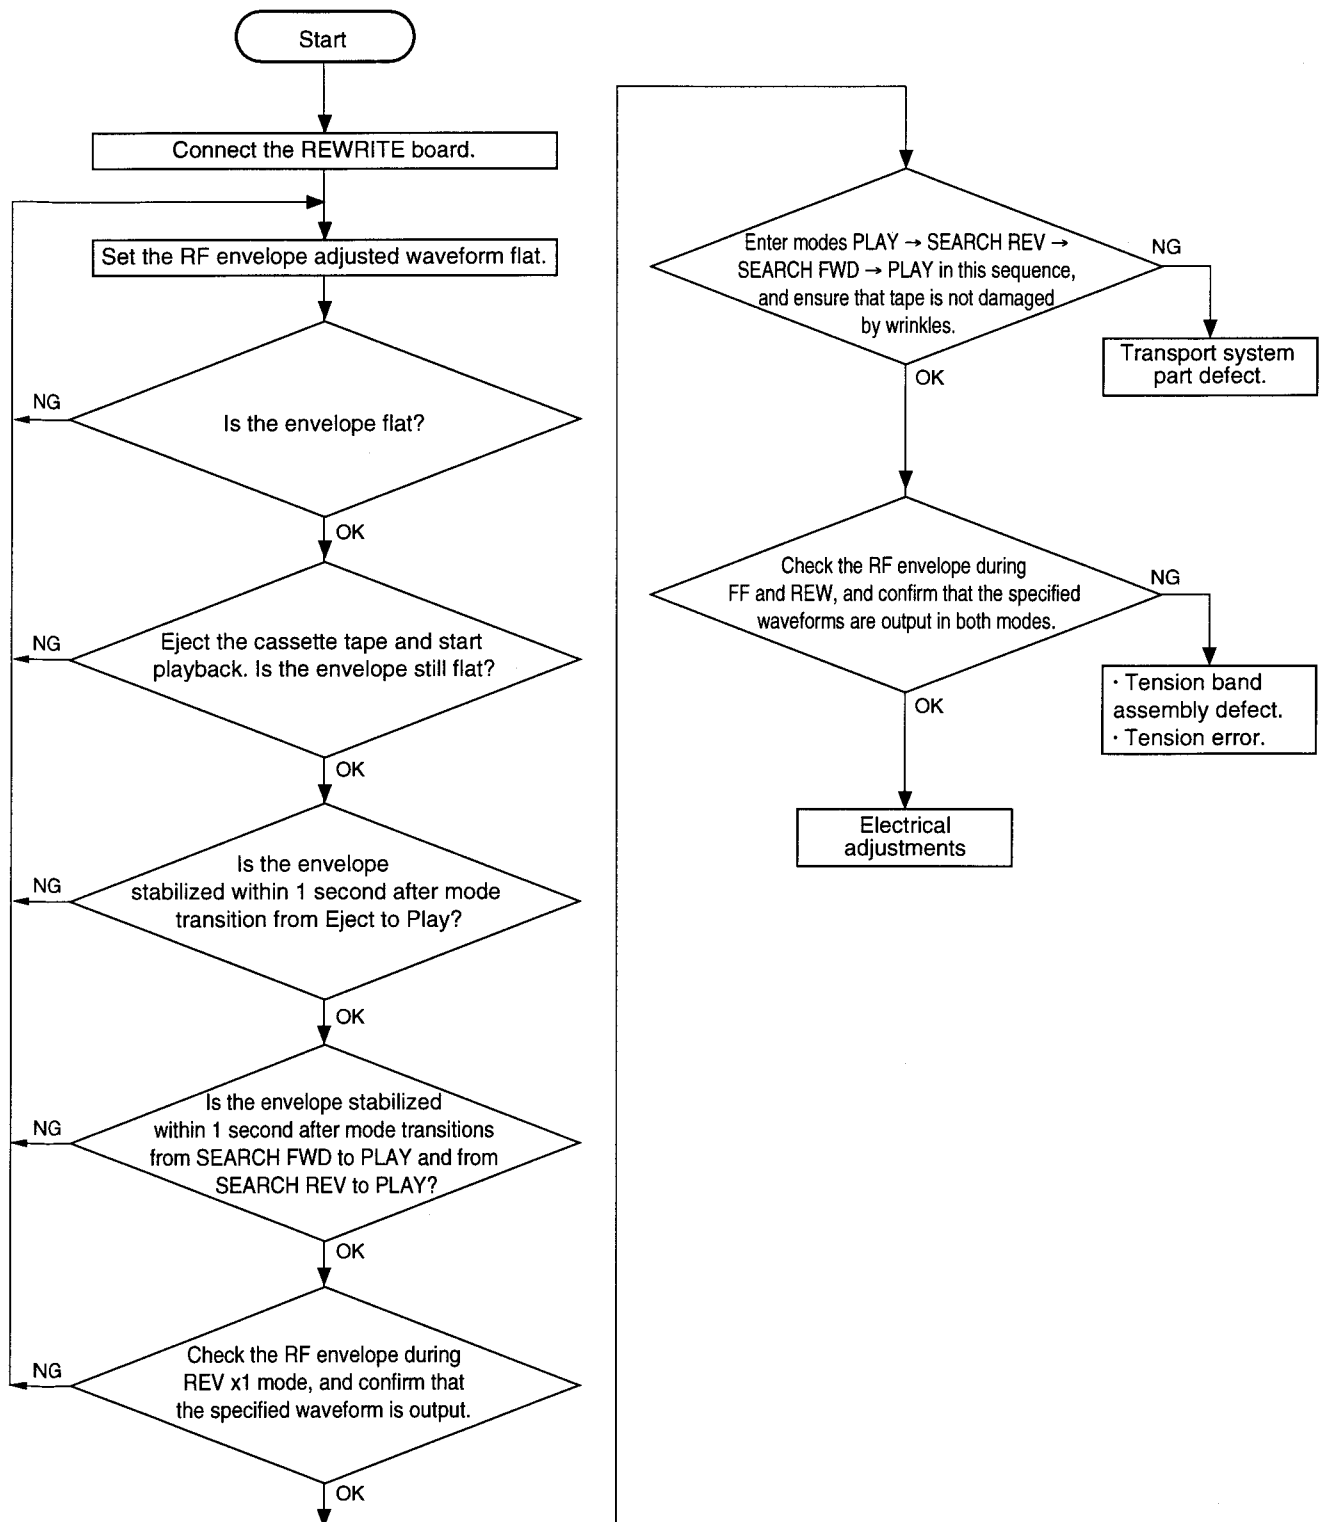 Start
Connect the REWRITE board.
Set the RF envelope adjusted waveform flat.
NG
Is the envelope flat?
OK
NG
Eject the cassette tape and start
playback. Is the envelope still flat?
OK
NG
Is the envelope
stabilized within 1 second after mode
transition from Eject to Play?
OK
NG
Is the envelope stabilized
within 1 second after mode transitions
from SEARCH FWD to PLAY and from
SEARCH REV to PLAY?
OK
NG
Check the RF envelope during
REV x1 mode, and confirm that
the specified waveform is output.
OK
Enter modes PLAY → SEARCH REV →
SEARCH FWD → PLAY in this sequence,
and ensure that tape is not damaged
by wrinkles.
NG
Transport system
part defect.
OK
Check the RF envelope during
FF and REW, and confirm that the specified
waveforms are output in both modes.
NG
· Tension band
assembly defect.
· Tension error.
OK
Electrical
adjustments